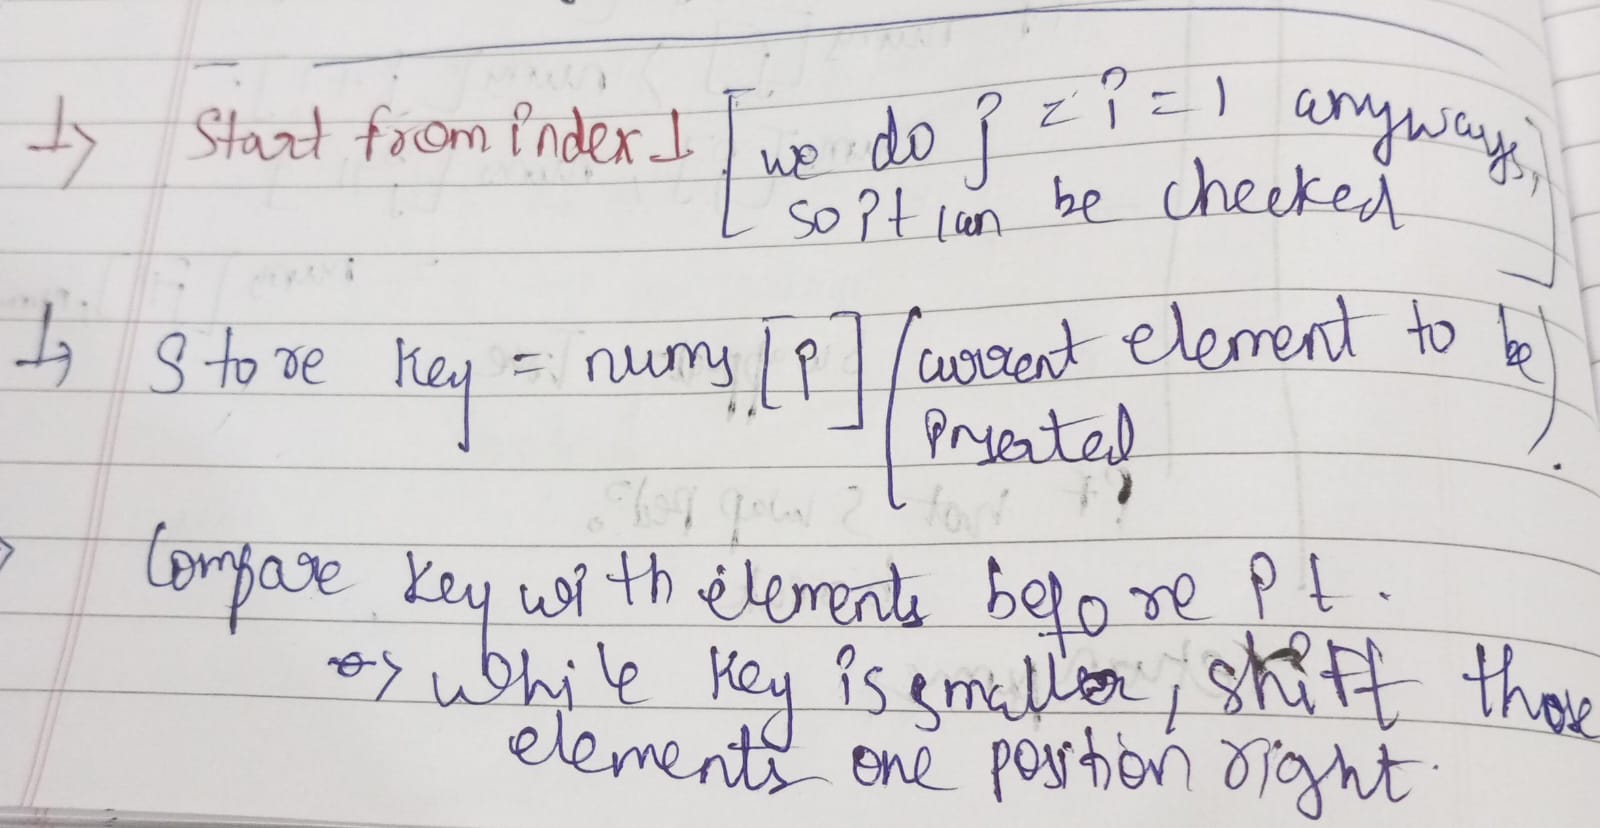 → Start from index 1 [we do j = i = 1 anyways,
so it can be checked]
→ Store key = nums [i] (current element to be
inserted).
Compare key with elements before it.
→ while key is smaller, shift those
elements one position right.